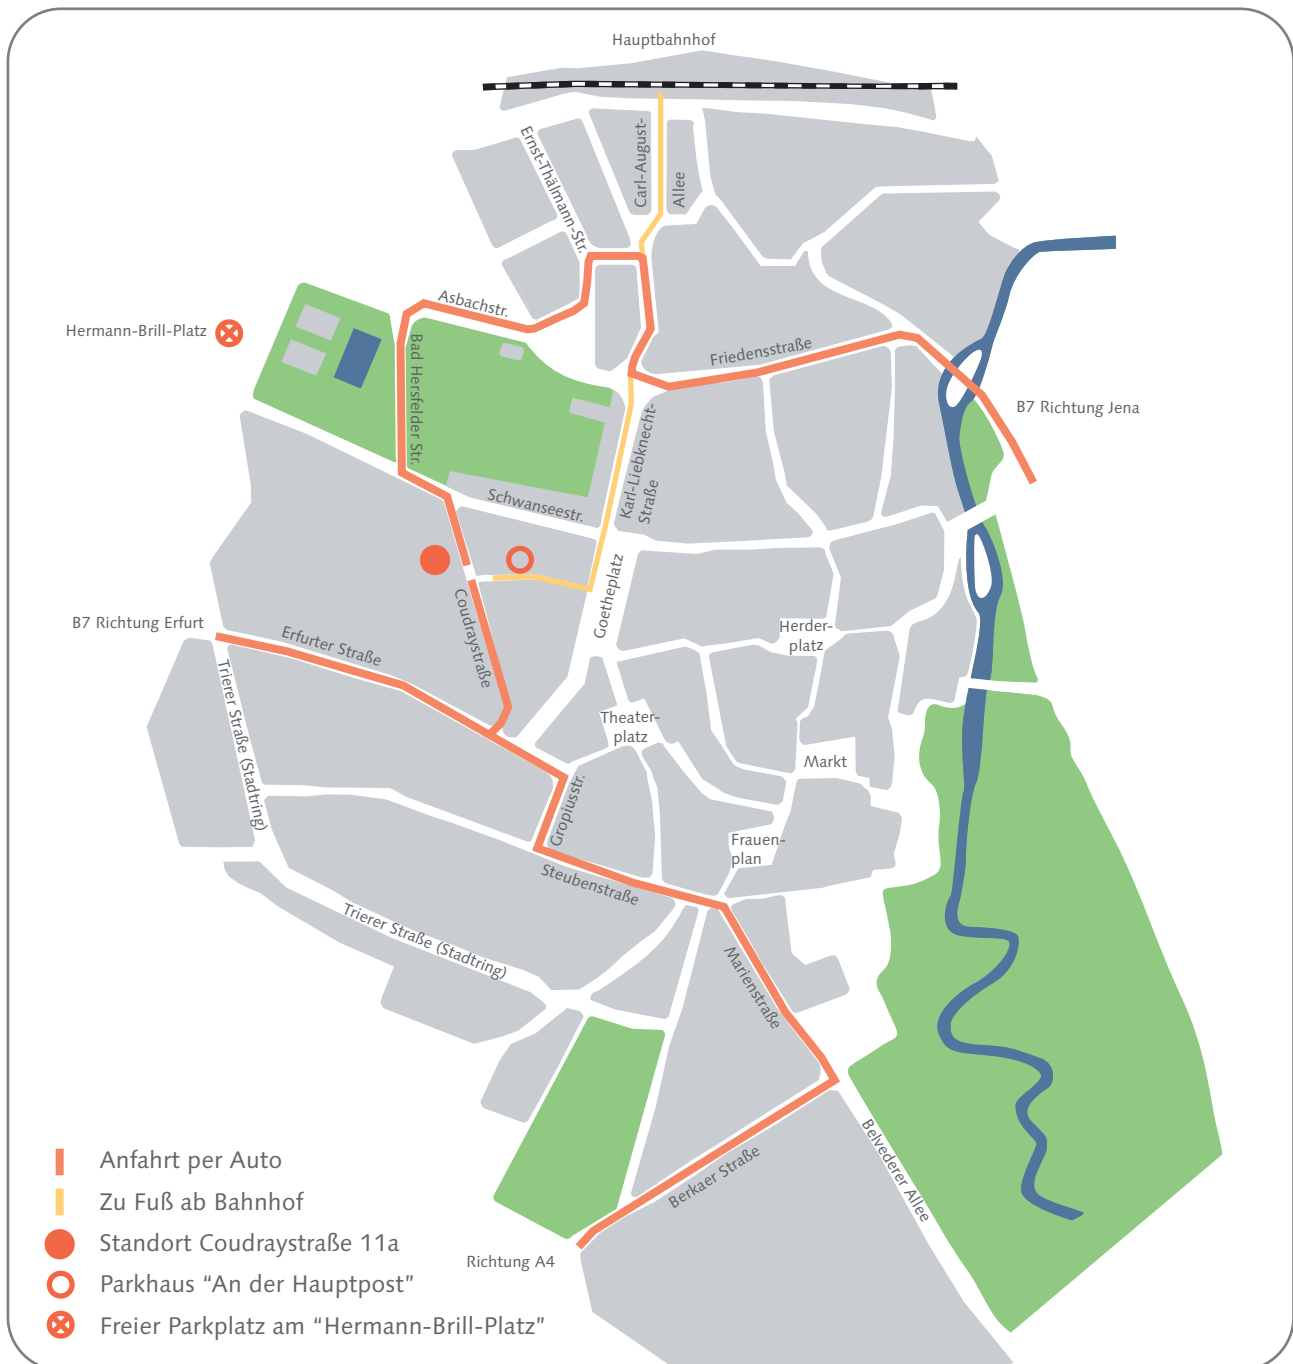 Hauptbahnhof
Ernst-Thälmann-Str.
Carl-August-
Allee
Asbachstr.
Hermann-Brill-Platz
Bad Hersfelder Str.
Friedensstraße
B7 Richtung Jena
Karl-Liebknecht-
Straße
Schwanseestr.
Goetheplatz
Coudraystraße
B7 Richtung Erfurt
Erfurter Straße
Herder-
platz
Trierer Straße (Stadtring)
Theater-
platz
Markt
Gropiusstr.
Frauen-
plan
Steubenstraße
Trierer Straße (Stadtring)
Marienstraße
Belvederer Allee
Berkaer Straße
Richtung A4
Anfahrt per Auto
Zu Fuß ab Bahnhof
Standort Coudraystraße 11a
Parkhaus “An der Hauptpost”
Freier Parkplatz am “Hermann-Brill-Platz”